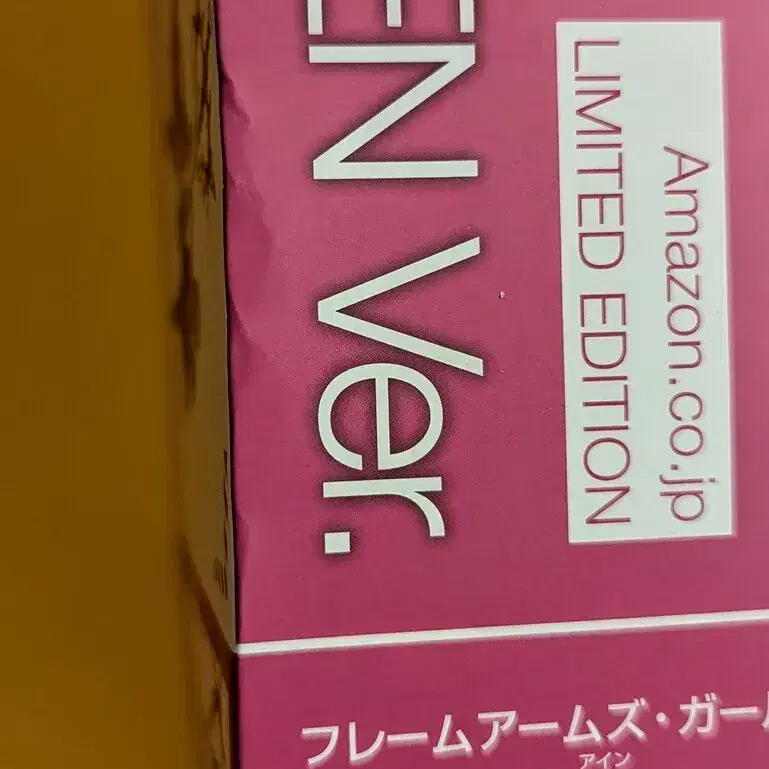 Amazon.co.jp
LIMITED EDITION
EN Ver.
フレームアームズ・ガール
アイン